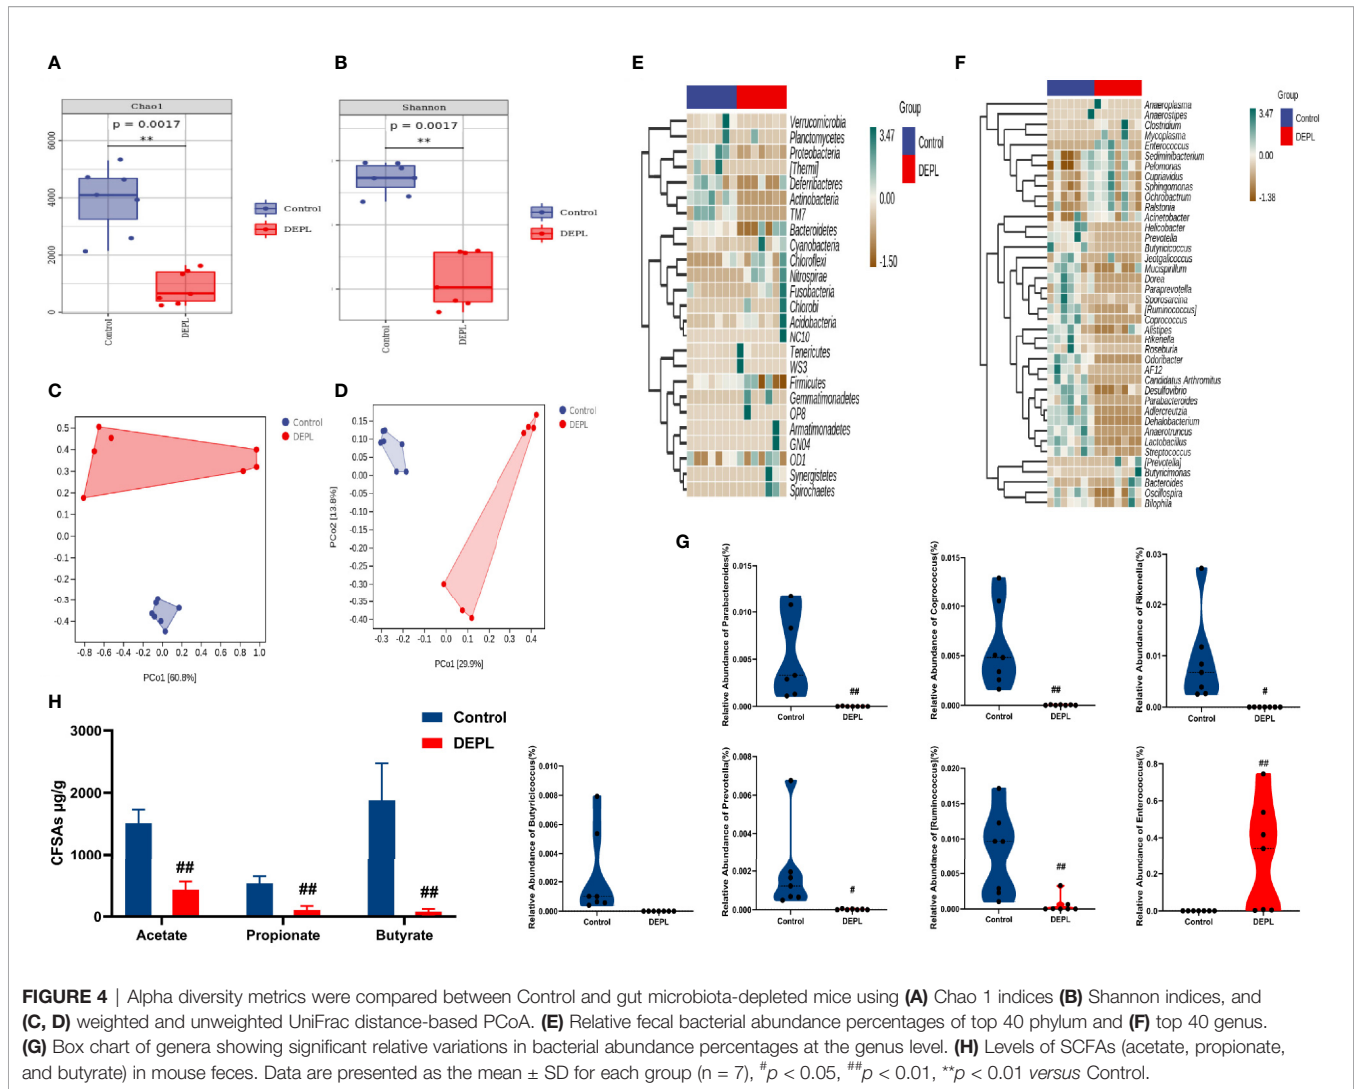 A
Chao1
p = 0.0017
**
6000
4000
2000
0
Control
DEPL
Control
DEPL
B
Shannon
p = 0.0017
**
Control
DEPL
Control
DEPL
C
Control
DEPL
0.5
0.4
0.3
0.2
0.1
0.0
-0.1
-0.2
-0.3
-0.4
-0.8 -0.6 -0.4 -0.2 0.0 0.2 0.4 0.6 0.8 1.0
PCo1 [60.8%]
D
Control
DEPL
PCo2 [13.8%]
0.15
0.10
0.05
0.00
-0.05
-0.10
-0.15
-0.20
-0.25
-0.30
-0.35
-0.40
-0.3 -0.2 -0.1 0.0 0.1 0.2 0.3 0.4
PCo1 [29.9%]
E
Verrucomicrobia
Planctomycetes
Proteobacteria
[Thermi]
Deferribacteres
Actinobacteria
TM7
Bacteroidetes
Cyanobacteria
Chloroflexi
Nitrospirae
Fusobacteria
Chlorobi
Acidobacteria
NC10
Tenericutes
WS3
Firmicutes
Gemmatimonadetes
OP8
Armatimonadetes
GN04
OD1
Synergistetes
Spirochaetes
3.47
0.00
-1.50
Group
Control
DEPL
F
Anaeroplasma
Anaerostipes
Clostridium
Mycoplasma
Enterococcus
Sediminibacterium
Pelomonas
Cupriavidus
Sphingomonas
Ochrobactrum
Ralstonia
Acinetobacter
Helicobacter
Prevotella
Butyricicoccus
Jeotgalicoccus
Mucispirillum
Dorea
Paraprevotella
Sporosarcina
[Ruminococcus]
Coprococcus
Alistipes
Rikenella
Roseburia
Odoribacter
AF12
Candidatus Arthromitus
Desulfovibrio
Parabacteroides
Adlercreutzia
Dehalobacterium
Anaerotruncus
Lactobacillus
Streptococcus
[Prevotella]
Butyricimonas
Bacteroides
Oscillospira
Bilophila
3.47
0.00
-1.38
Group
Control
DEPL
G
Relative Abundance of Parabacteroides(%)
0.015
0.010
0.005
0.000
##
Control DEPL
Relative Abundance of Coprococcus(%)
0.015
0.010
0.005
0.000
##
Control DEPL
Relative Abundance of Rikenella(%)
0.03
0.02
0.01
0.00
#
Control DEPL
Relative Abundance of Butyricicoccus(%)
0.010
0.008
0.006
0.004
0.002
0.000
Control DEPL
Relative Abundance of Prevotella(%)
0.008
0.006
0.004
0.002
0.000
#
Control DEPL
Relative Abundance of [Ruminococcus](%)
0.020
0.015
0.010
0.005
0.000
##
Control DEPL
Relative Abundance of Enterococcus(%)
0.8
0.6
0.4
0.2
0.0
##
Control DEPL
H
Control
DEPL
CFSAs µg/g
3000
2000
1000
0
##
##
##
Acetate Propionate Butyrate
FIGURE 4 | Alpha diversity metrics were compared between Control and gut microbiota-depleted mice using (A) Chao 1 indices (B) Shannon indices, and
(C, D) weighted and unweighted UniFrac distance-based PCoA. (E) Relative fecal bacterial abundance percentages of top 40 phylum and (F) top 40 genus.
(G) Box chart of genera showing significant relative variations in bacterial abundance percentages at the genus level. (H) Levels of SCFAs (acetate, propionate,
and butyrate) in mouse feces. Data are presented as the mean ± SD for each group (n = 7), #p < 0.05, ##p < 0.01, **p < 0.01 versus Control.